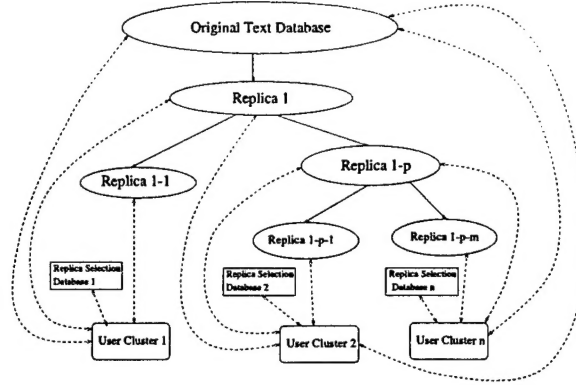 Original Text Database
Replica 1
Replica 1-p
Replica 1-1
Replica 1-p-1
Replica 1-p-m
Replica Selection
Database 1
Replica Selection
Database 2
Replica Selection
Database n
User Cluster 1
User Cluster 2
User Cluster n